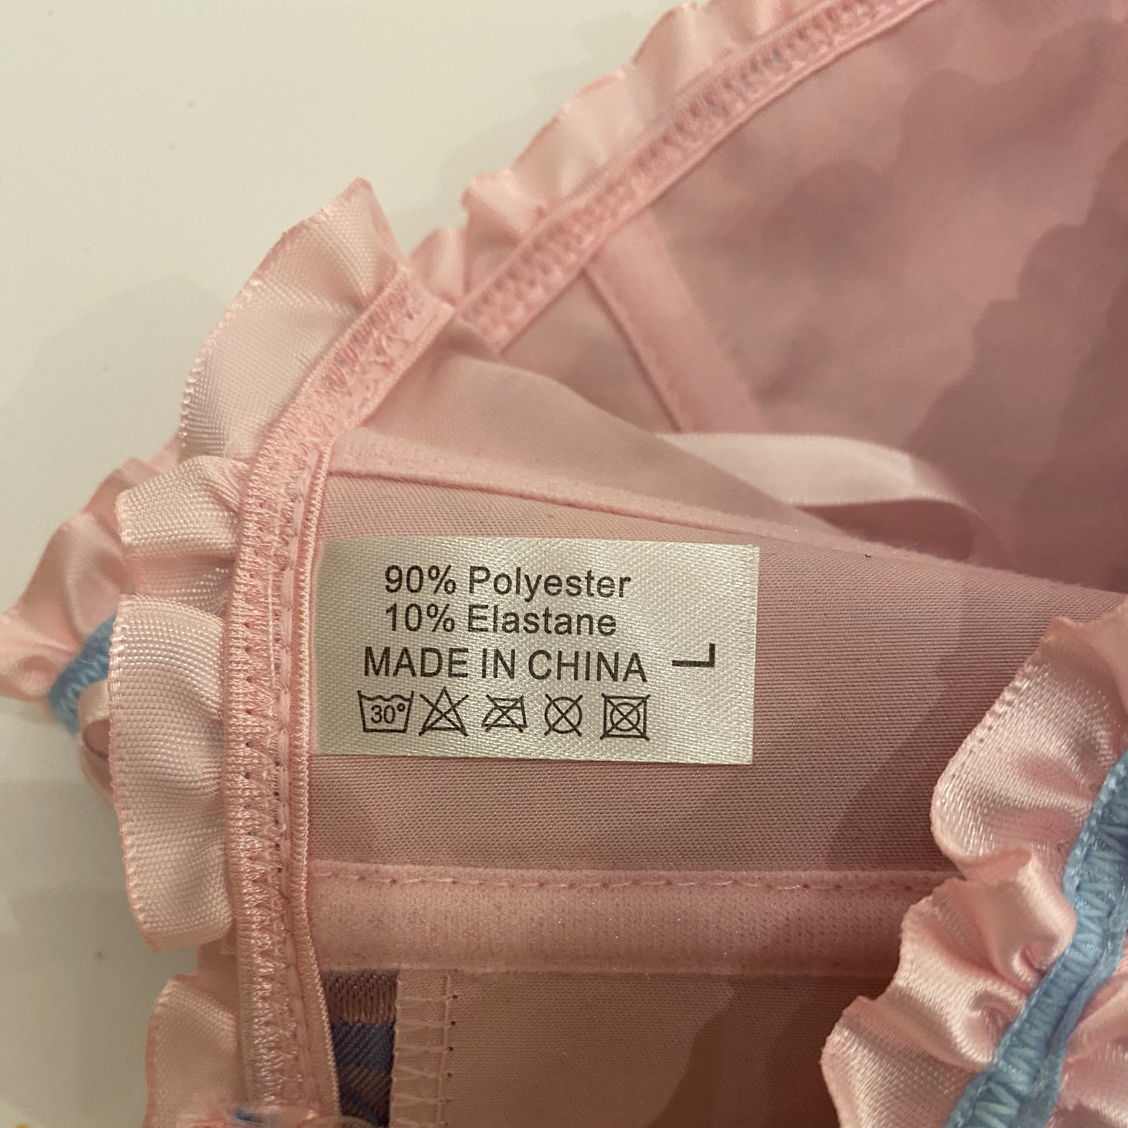 90% Polyester
10% Elastane
MADE IN CHINA
L
30°